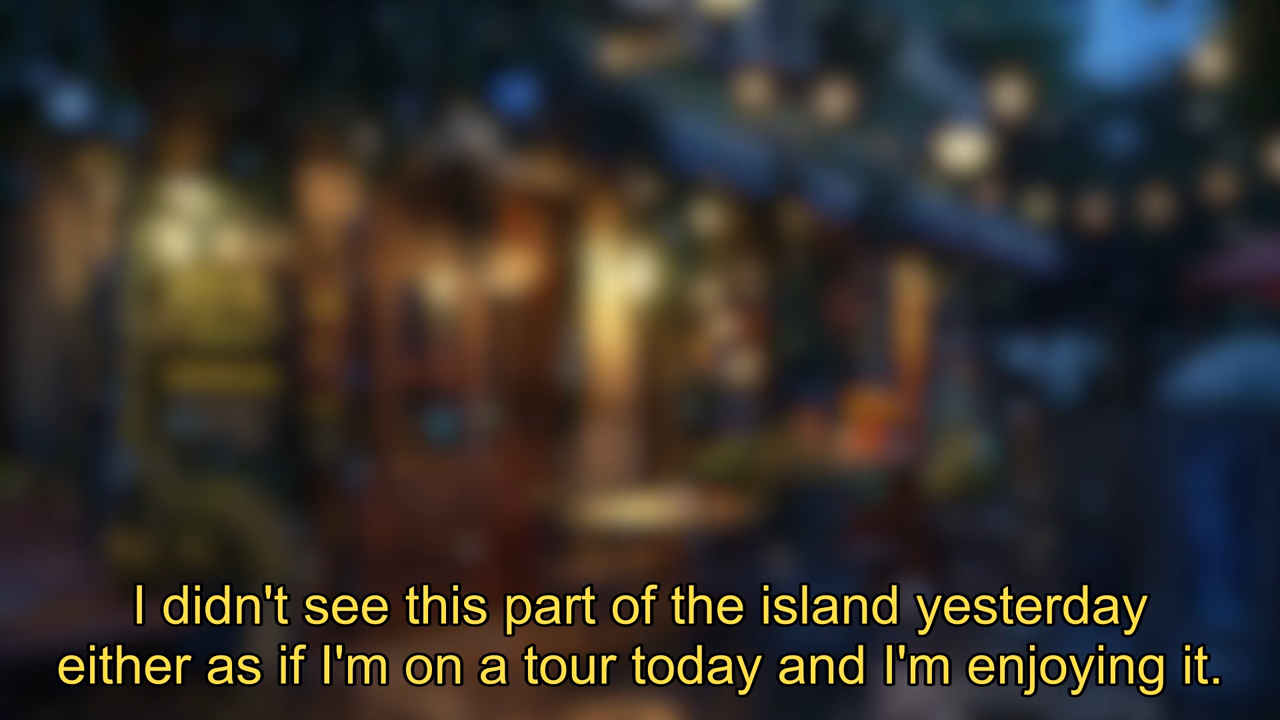 I didn't see this part of the island yesterday
either as if I'm on a tour today and I'm enjoying it.